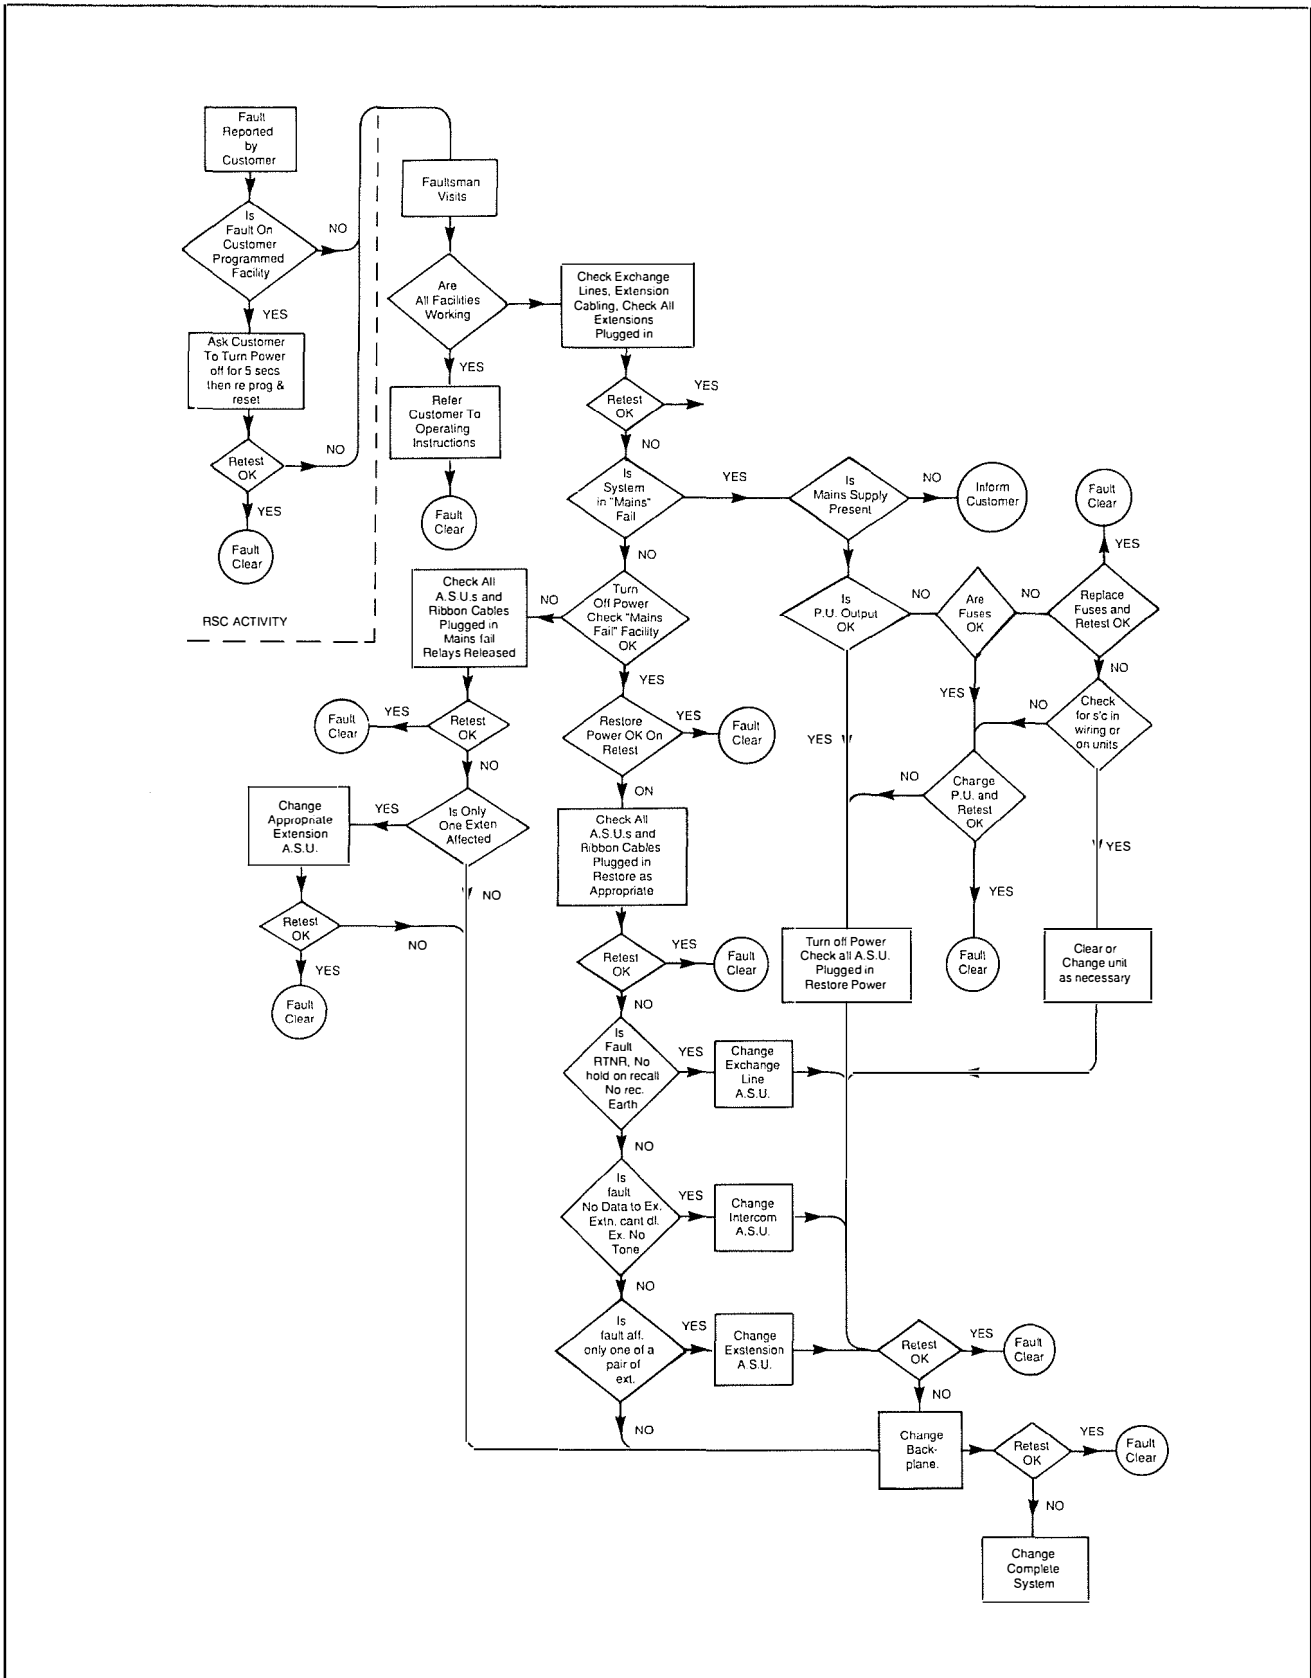 Fault
Reported
by
Customer
Is
Fault On
Customer
Programmed
Facility
NO
YES
Ask Customer
To Turn Power
off for 5 secs
then re prog &
reset
Retest
OK
NO
YES
Fault
Clear
RSC ACTIVITY
Faultsman
Visits
Are
All Facilities
Working
YES
Refer
Customer To
Operating
Instructions
Fault
Clear
Check Exchange
Lines, Extension
Cabling, Check All
Extensions
Plugged in
Retest
OK
YES
NO
Is
System
in "Mains"
Fail
YES
NO
Is
Mains Supply
Present
NO
Inform
Customer
Fault
Clear
YES
Is
P.U. Output
OK
NO
Are
Fuses
OK
NO
Replace
Fuses and
Retest OK
NO
YES
YES
Check
for s'c in
wiring or
on units
NO
YES
Change
P.U. and
Retest
OK
NO
YES
Fault
Clear
Turn off Power
Check all A.S.U.
Plugged in
Restore Power
Clear or
Change unit
as necessary
Turn
Off Power
Check "Mains
Fail" Facility
OK
NO
YES
Check All
A.S.U.s and
Ribbon Cables
Plugged in
Mains fail
Relays Released
Retest
OK
YES
Fault
Clear
NO
Is Only
One Exten
Affected
YES
NO
Change
Appropriate
Extension
A.S.U.
Retest
OK
NO
YES
Fault
Clear
Restore
Power OK On
Retest
YES
Fault
Clear
ON
Check All
A.S.U.s and
Ribbon Cables
Plugged in
Restore as
Appropriate
Retest
OK
YES
Fault
Clear
NO
Is
Fault
RTNR, No
hold on recall
No rec.
Earth
YES
Change
Exchange
Line
A.S.U.
NO
Is
fault
No Data to Ex.
Extn. cant dl.
Ex. No
Tone
YES
Change
Intercom
A.S.U.
NO
Is
fault aff.
only one of a
pair of
ext.
YES
Change
Exstension
A.S.U.
NO
Retest
OK
YES
Fault
Clear
NO
Change
Back-
plane.
Retest
OK
YES
Fault
Clear
NO
Change
Complete
System